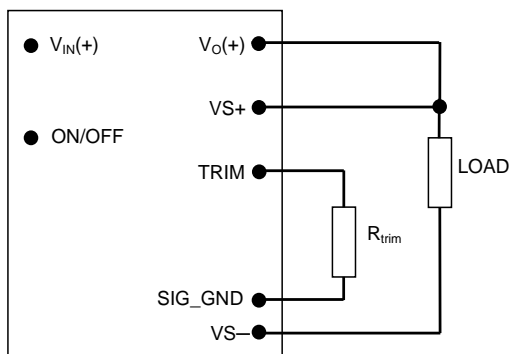 V_IN(+)
V_O(+)
VS+
ON/OFF
TRIM
LOAD
R_trim
SIG_GND
VS─